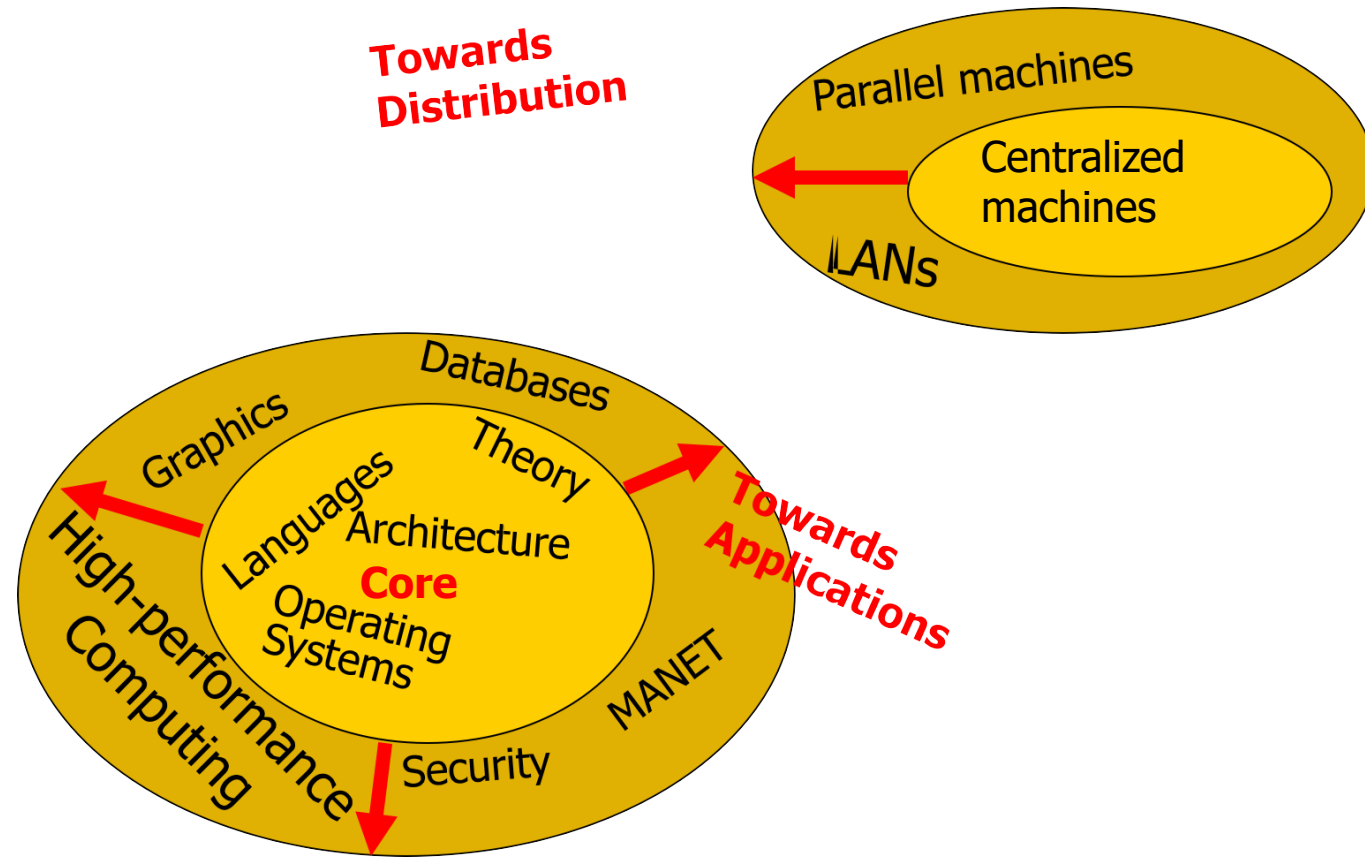 Towards
Distribution
Parallel machines
Centralized
machines
LANs
Databases
Graphics
Theory
Languages
Architecture
Core
Operating
Systems
Towards
Applications
High-performance
Computing
MANET
Security